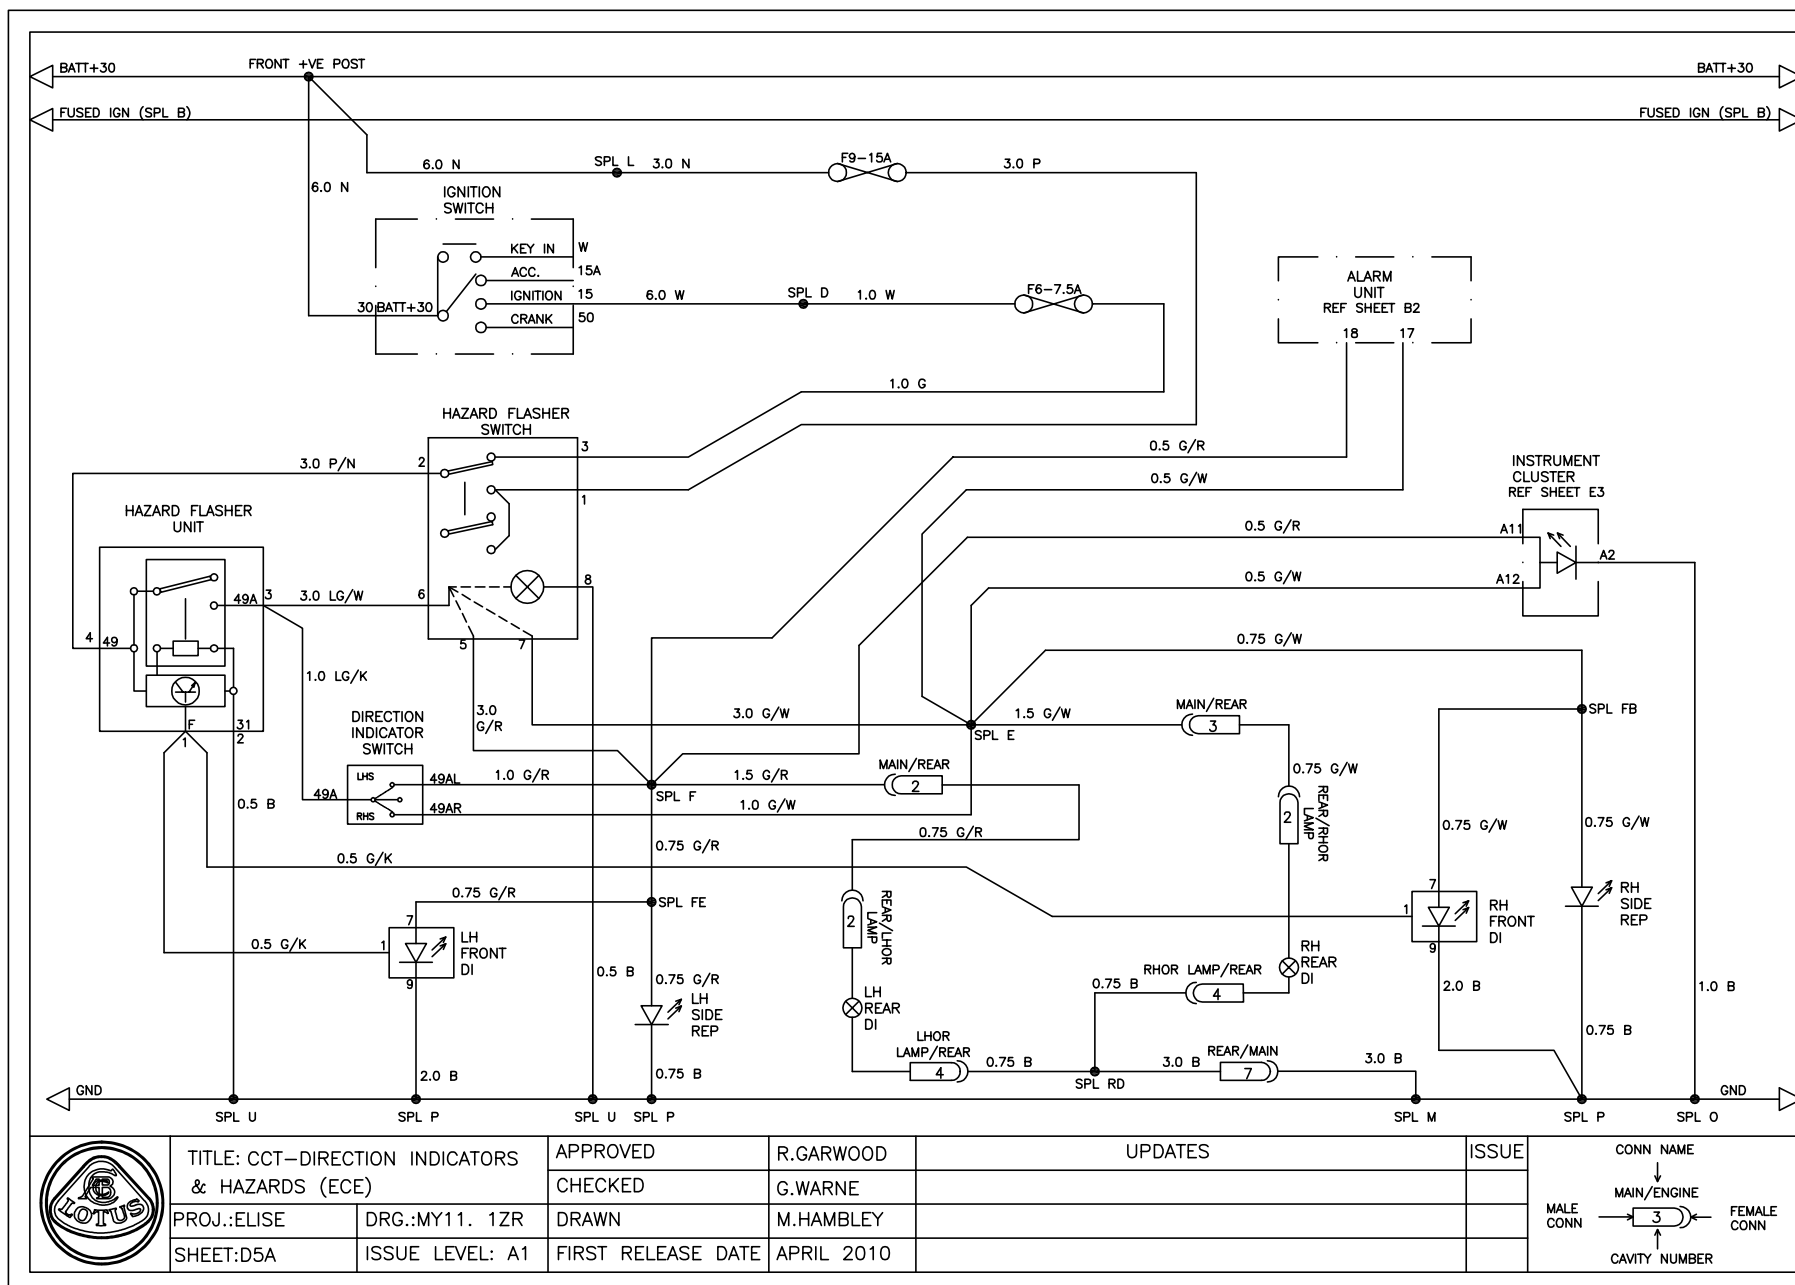 BATT+30
FRONT +VE POST
BATT+30
FUSED IGN (SPL B)
FUSED IGN (SPL B)
6.0 N
SPL L
3.0 N
F9-15A
3.0 P
6.0 N
IGNITION
SWITCH
KEY IN
W
ACC.
15A
IGNITION
15
CRANK
50
30
BATT+30
6.0 W
SPL D
1.0 W
F6-7.5A
ALARM
UNIT
REF SHEET B2
18
17
1.0 G
HAZARD FLASHER
SWITCH
3
2
1
3.0 P/N
6
8
5
7
0.5 G/R
0.5 G/W
INSTRUMENT
CLUSTER
REF SHEET E3
A11
A2
A12
0.5 G/R
0.5 G/W
0.75 G/W
HAZARD FLASHER
UNIT
49A
3
3.0 LG/W
4
49
F
1
31
2
1.0 LG/K
3.0
G/R
3.0 G/W
SPL E
1.5 G/W
MAIN/REAR
3
SPL FB
DIRECTION
INDICATOR
SWITCH
LHS
RHS
49A
49AL
49AR
1.0 G/R
SPL F
1.5 G/R
1.0 G/W
MAIN/REAR
2
0.75 G/W
REAR/RHOR
LAMP
2
0.5 B
0.75 G/R
0.75 G/R
0.75 G/W
0.75 G/W
0.5 G/K
0.75 G/R
SPL FE
REAR/LHOR
LAMP
2
7
1
9
RH
FRONT
DI
RH
SIDE
REP
0.5 G/K
7
1
9
LH
FRONT
DI
0.5 B
0.75 G/R
LH
SIDE
REP
LH
REAR
DI
RH
REAR
DI
RHOR LAMP/REAR
4
0.75 B
2.0 B
1.0 B
0.75 B
LHOR
LAMP/REAR
4
0.75 B
SPL RD
3.0 B
REAR/MAIN
7
3.0 B
2.0 B
0.75 B
GND
GND
SPL U
SPL P
SPL U
SPL P
SPL M
SPL P
SPL O
LOTUS
TITLE: CCT-DIRECTION INDICATORS
& HAZARDS (ECE)
PROJ.:ELISE
DRG.:MY11. 1ZR
SHEET:D5A
ISSUE LEVEL: A1
APPROVED
R.GARWOOD
CHECKED
G.WARNE
DRAWN
M.HAMBLEY
FIRST RELEASE DATE
APRIL 2010
UPDATES
ISSUE
CONN NAME
MAIN/ENGINE
MALE
CONN
3
FEMALE
CONN
CAVITY NUMBER